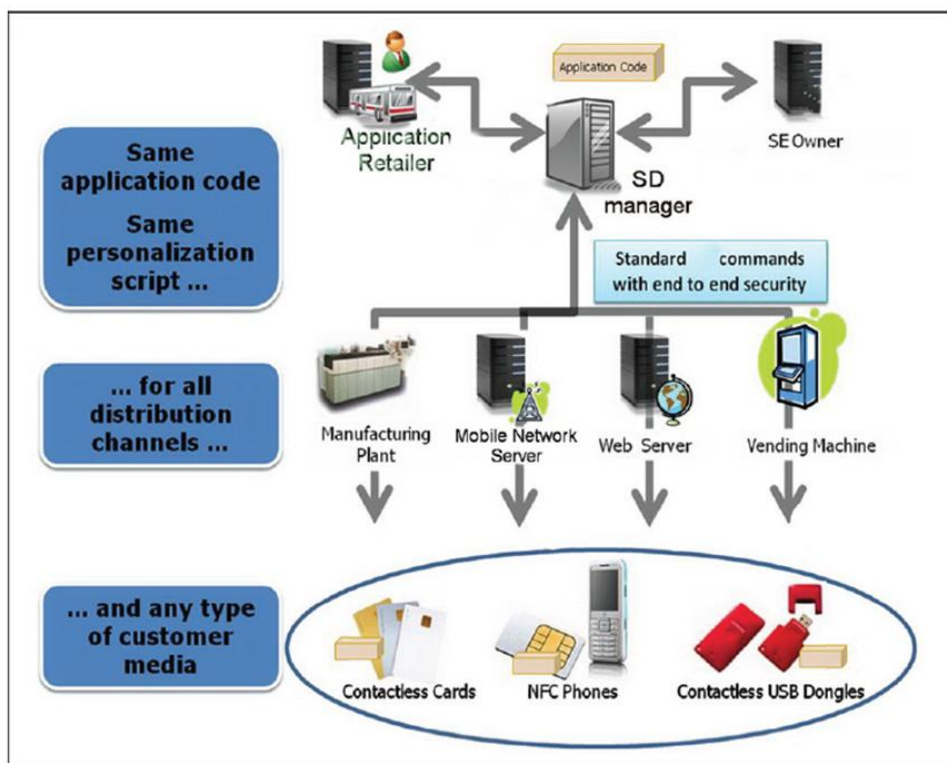 Application Code
Application
Retailer
SE Owner
SD
manager
Same
application code
Same
personalization
script ...
Standard commands
with end to end security
... for all
distribution
channels ...
Manufacturing
Plant
Mobile Network
Server
Web Server
Vending Machine
... and any type
of customer
media
Contactless Cards
NFC Phones
Contactless USB Dongles